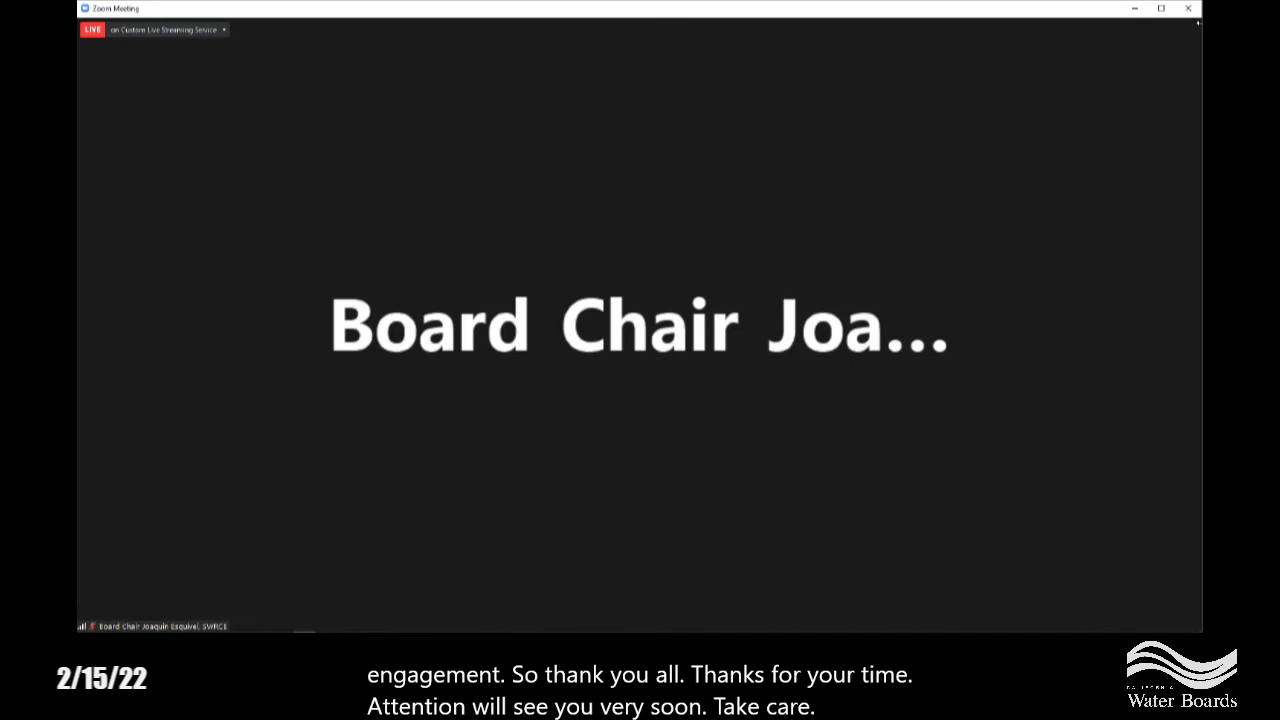 Zoom Meeting
LIVE on Custom Live Streaming Service
Board Chair Joa...
Board Chair Joaquin Esquivel, SWRCB
2/15/22
engagement. So thank you all. Thanks for your time.
Attention will see you very soon. Take care.
CALIFORNIA
Water Boards